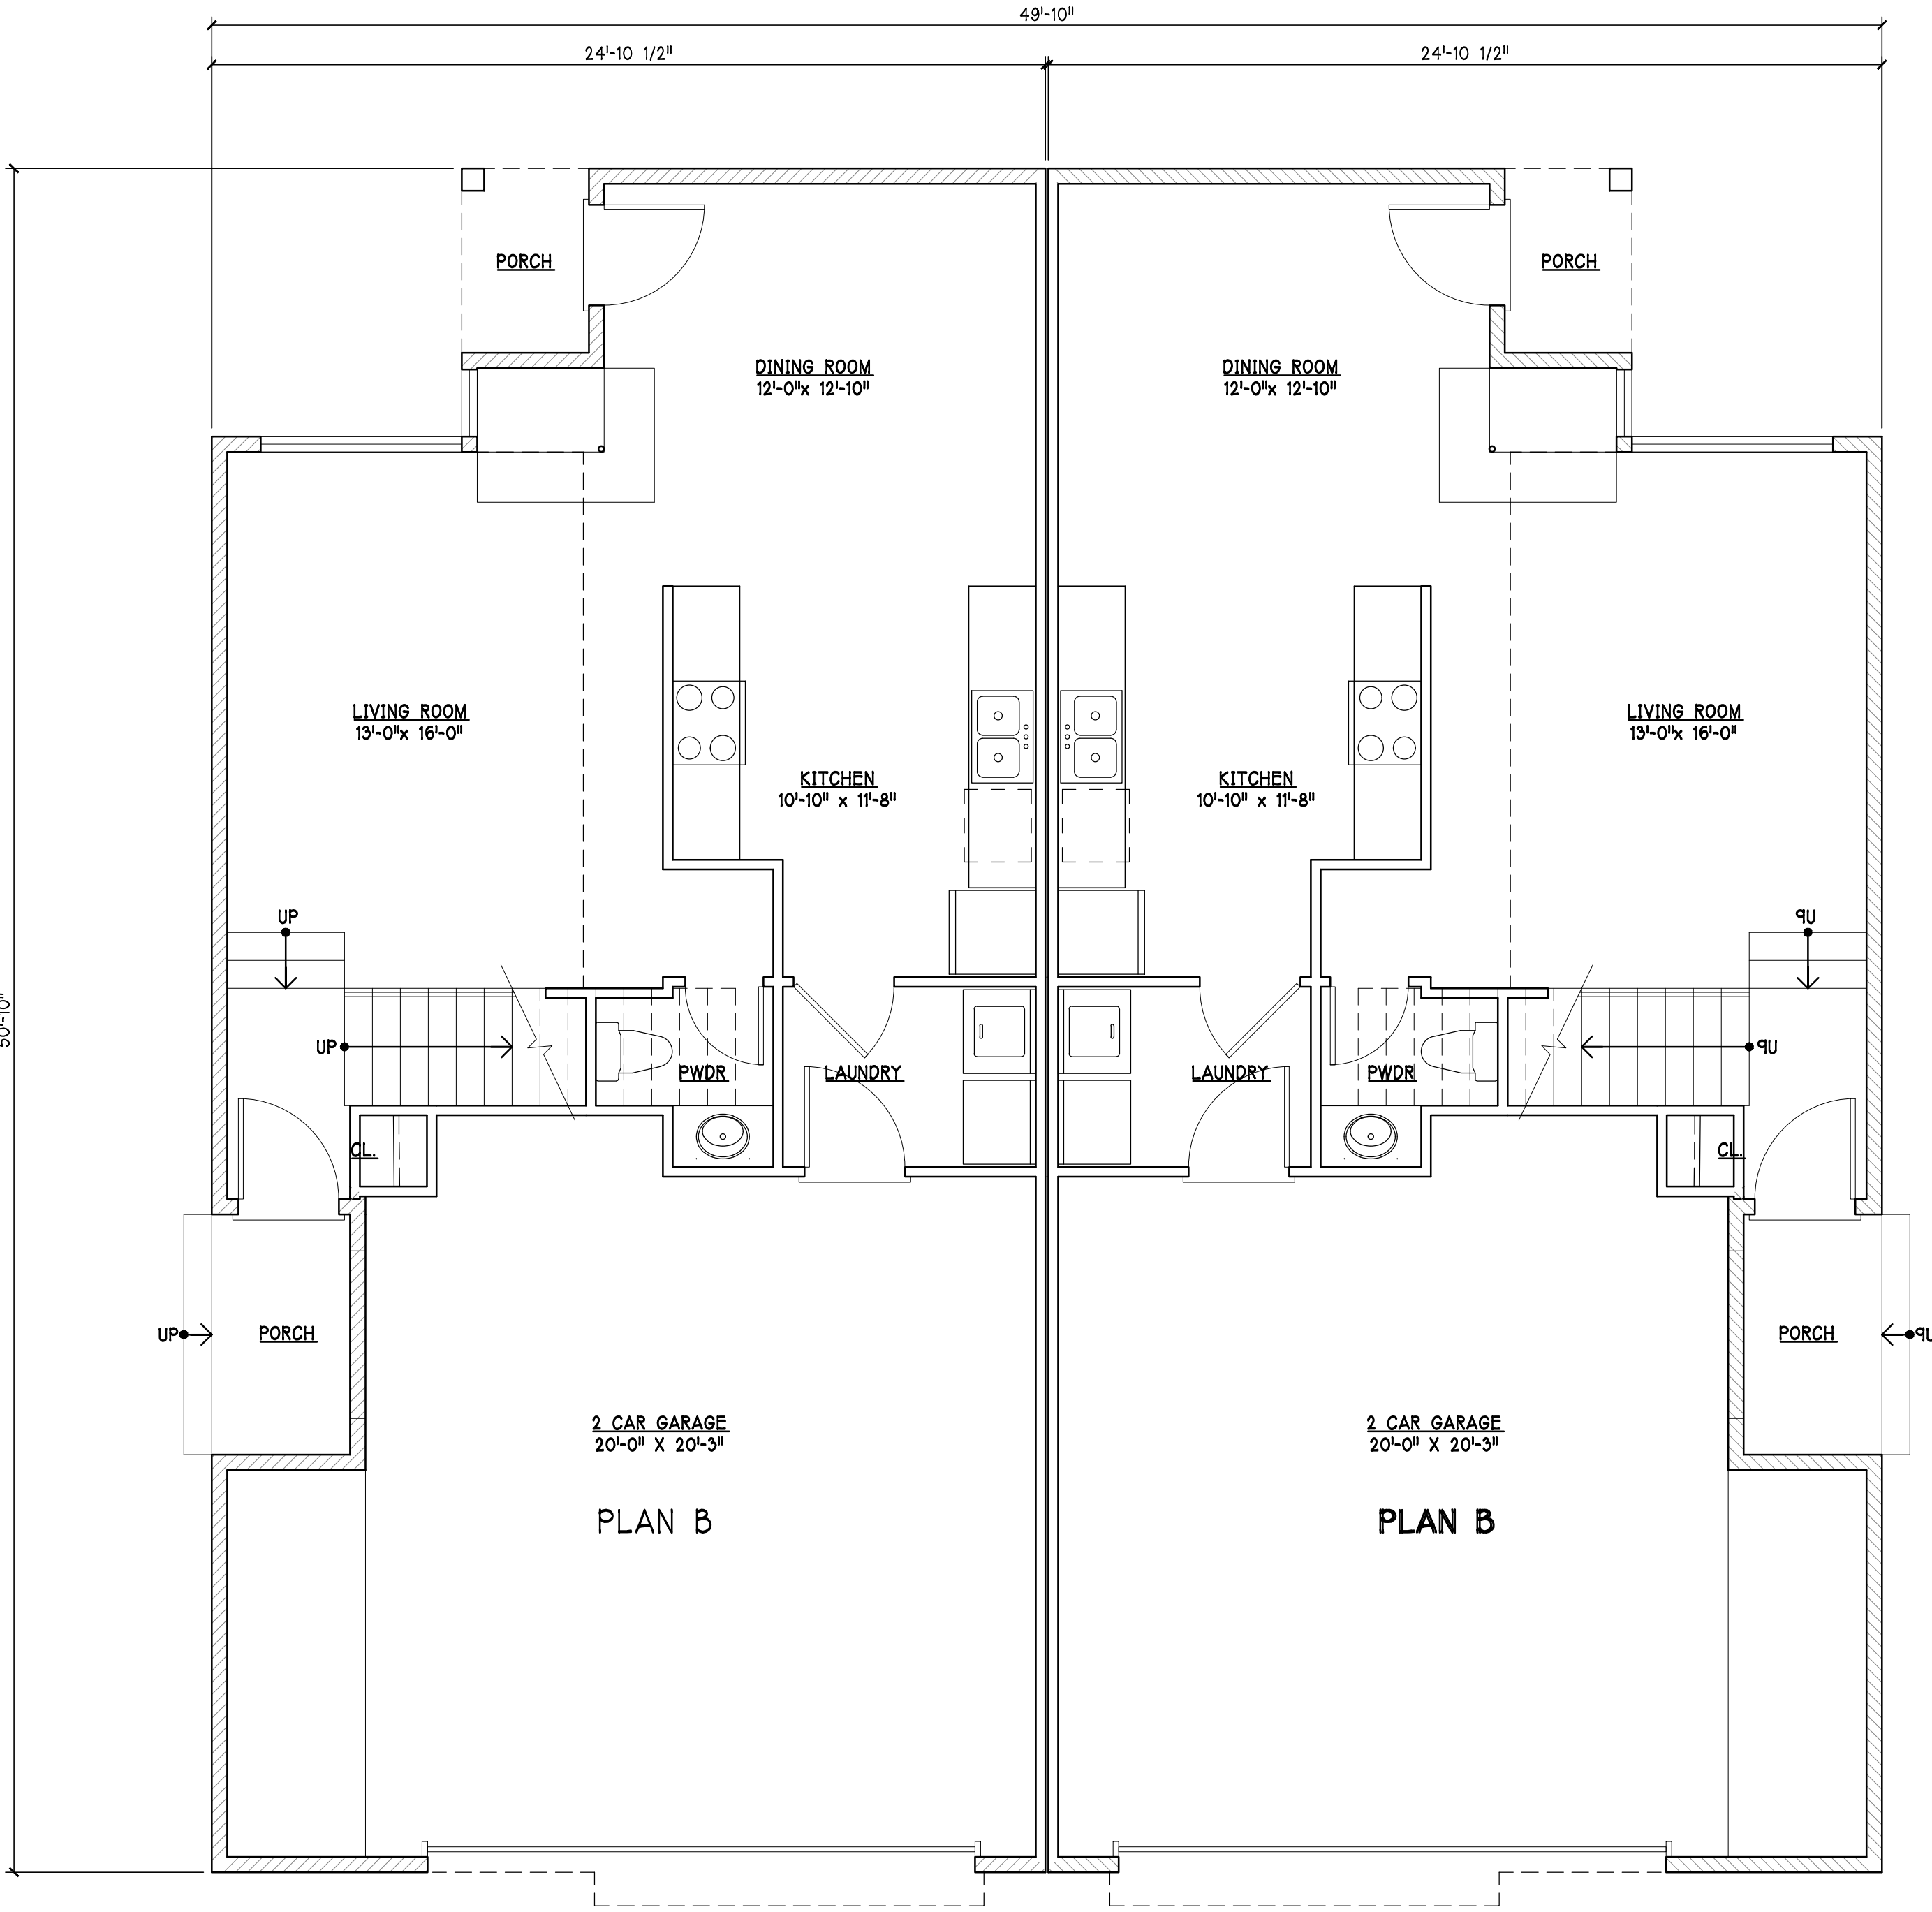 49'-10"
24'-10 1/2"
24'-10 1/2"
PORCH
PORCH
DINING ROOM
12'-0"x 12'-10"
DINING ROOM
12'-0"x 12'-10"
LIVING ROOM
13'-0"x 16'-0"
LIVING ROOM
13'-0"x 16'-0"
KITCHEN
10'-10" x 11'-8"
KITCHEN
10'-10" x 11'-8"
UP
UP
50'-10"
UP
UP
PWDR
LAUNDRY
LAUNDRY
PWDR
CL.
CL.
UP
PORCH
PORCH
UP
2 CAR GARAGE
20'-0" X 20'-3"
2 CAR GARAGE
20'-0" X 20'-3"
PLAN B
PLAN B